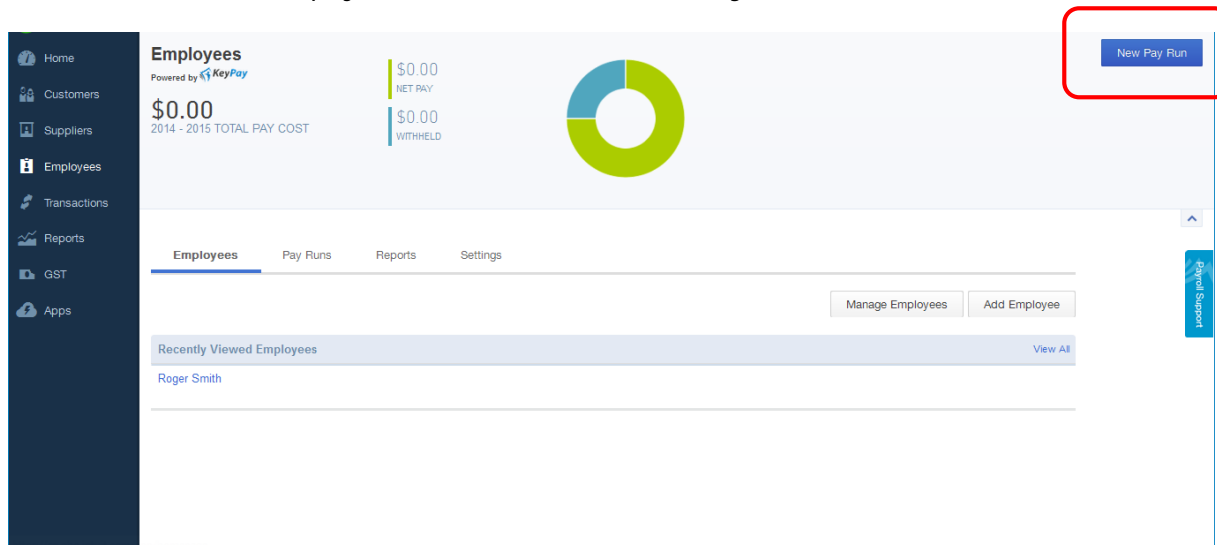 Home
Customers
Suppliers
Employees
Transactions
Reports
GST
Apps
Employees
Powered by KeyPay
$0.00
2014 - 2015 TOTAL PAY COST
$0.00
NET PAY
$0.00
WITHHELD
New Pay Run
Employees Pay Runs Reports Settings
Manage Employees Add Employee
Recently Viewed Employees View All
Roger Smith
Payroll Support